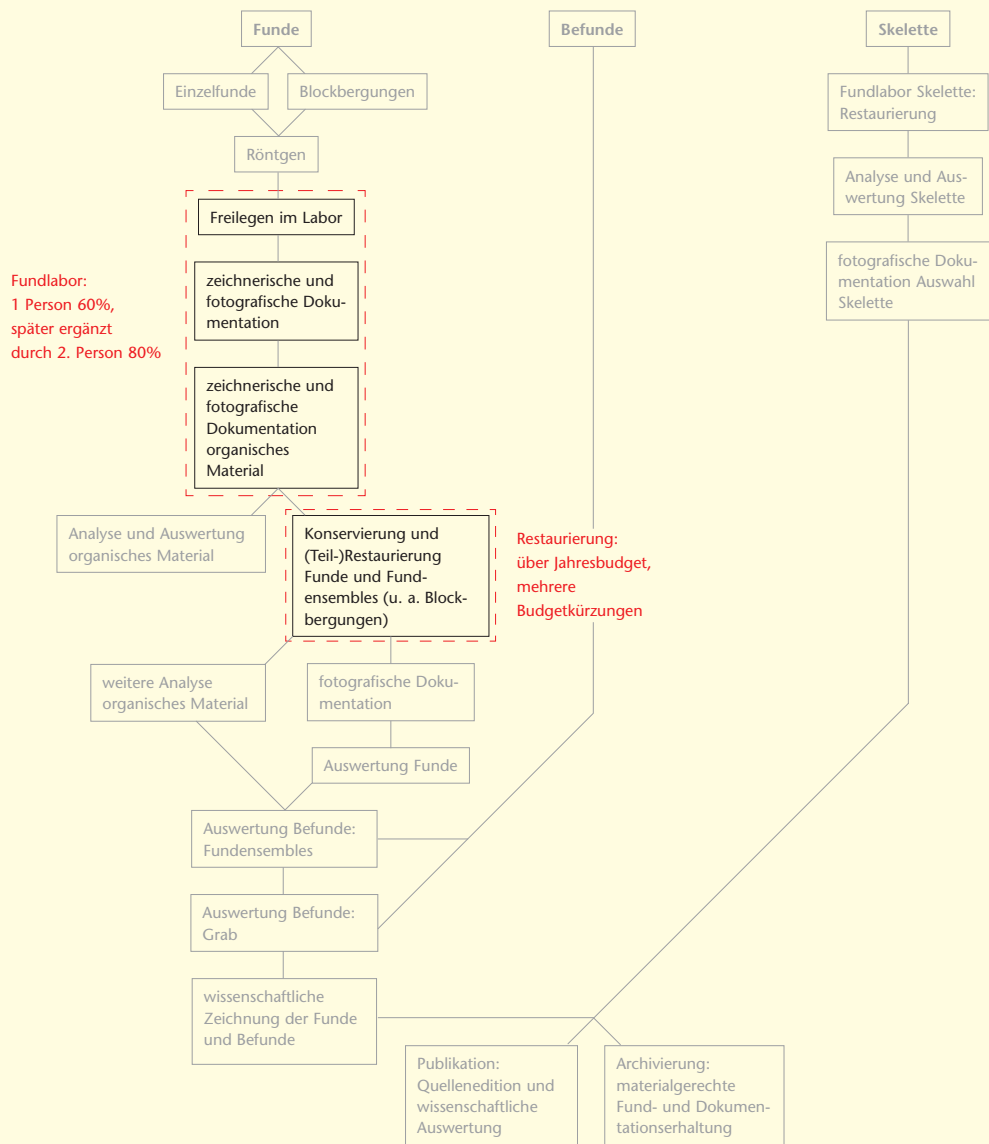 Funde
Befunde
Skelette
Einzelfunde
Blockbergungen
Fundlabor Skelette:
Restaurierung
Röntgen
Analyse und Aus-
wertung Skelette
Freilegen im Labor
fotografische Doku-
mentation Auswahl
Skelette
Fundlabor:
1 Person 60%,
später ergänzt
durch 2. Person 80%
zeichnerische und
fotografische Doku-
mentation
zeichnerische und
fotografische
Dokumentation
organisches
Material
Analyse und Auswertung
organisches Material
Konservierung und
(Teil-)Restaurierung
Funde und Fund-
ensembles (u. a. Block-
bergungen)
Restaurierung:
über Jahresbudget,
mehrere
Budgetkürzungen
weitere Analyse
organisches Material
fotografische Doku-
mentation
Auswertung Funde
Auswertung Befunde:
Fundensembles
Auswertung Befunde:
Grab
wissenschaftliche
Zeichnung der Funde
und Befunde
Publikation:
Quellenedition und
wissenschaftliche
Auswertung
Archivierung:
materialgerechte
Fund- und Dokumen-
tationserhaltung